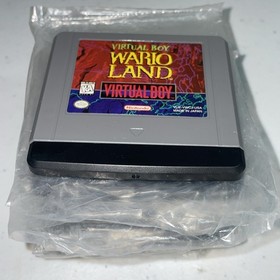 VIRTUAL BOY
WARIO
LAND
VIRTUAL BOY
Nintendo
MADE IN JAPAN